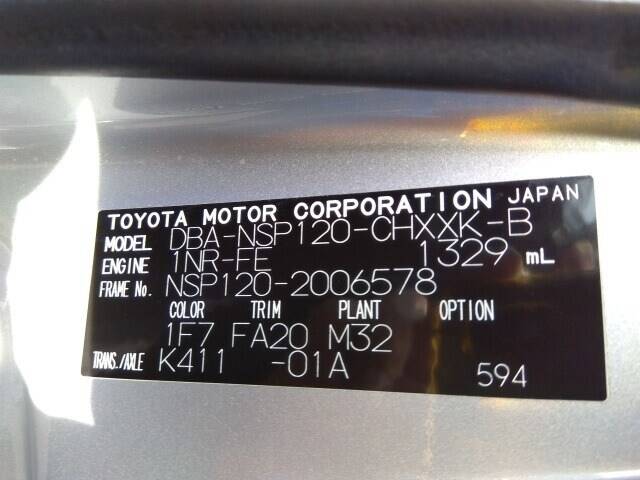 TOYOTA MOTOR CORPORATION JAPAN
MODEL DBA-NSP120-CHXXK-B
ENGINE 1NR-FE 1329 mL
FRAME No. NSP120-2006578
COLOR TRIM PLANT OPTION
1F7 FA20 M32
TRANS./AXLE K411 -01A
594